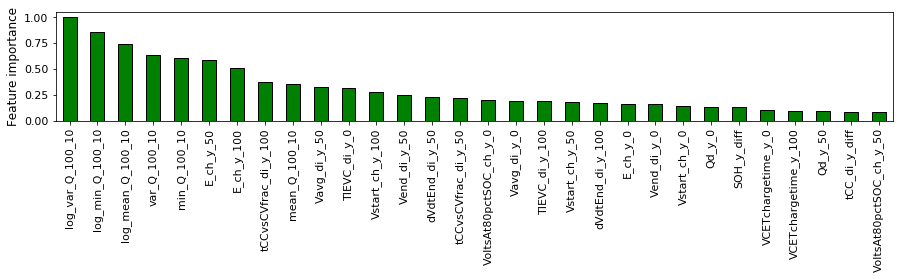 Feature importance
1.00
0.75
0.50
0.25
0.00
log_var_Q_100_10
log_min_Q_100_10
log_mean_Q_100_10
var_Q_100_10
min_Q_100_10
E_ch_y_50
E_ch_y_100
tCCvsCVfrac_di_y_100
mean_Q_100_10
Vavg_di_y_50
TIEVC_di_y_0
Vstart_ch_y_100
Vend_di_y_50
dVdtEnd_di_y_50
tCCvsCVfrac_di_y_50
VoltsAt80pctSOC_ch_y_0
Vavg_di_y_0
TIEVC_di_y_100
Vstart_ch_y_50
dVdtEnd_di_y_100
E_ch_y_0
Vend_di_y_0
Vstart_ch_y_0
Qd_y_0
SOH_y_diff
VCETchargetime_y_0
VCETchargetime_y_100
Qd_y_50
tCC_di_y_diff
VoltsAt80pctSOC_ch_y_50